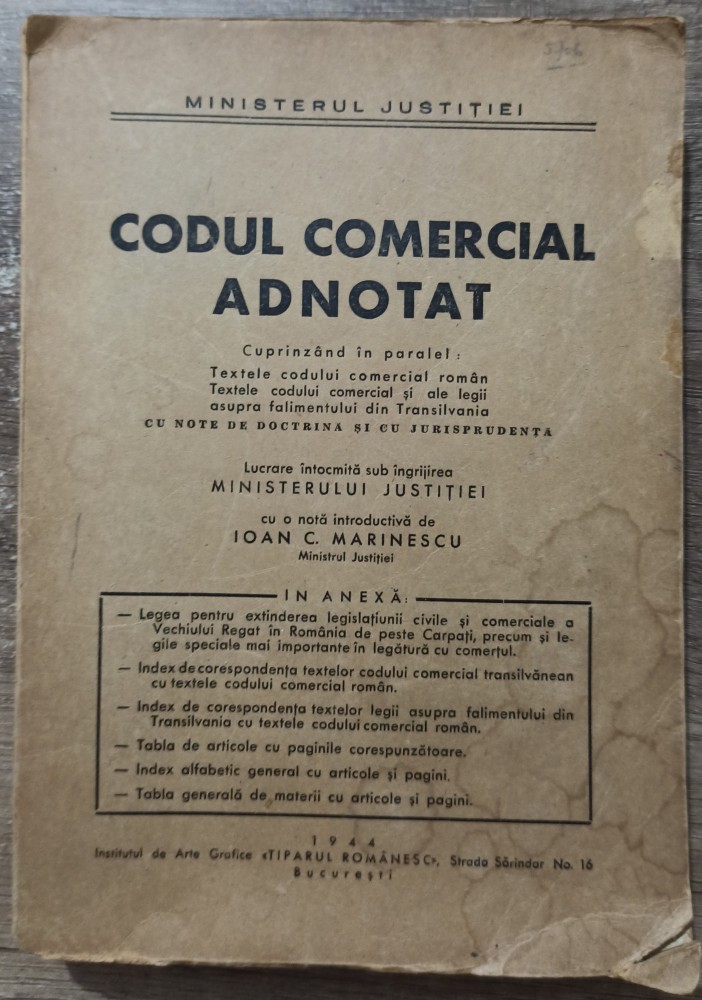 MINISTERUL JUSTIȚIEI
CODUL COMERCIAL
ADNOTAT
Cuprinzând în paralel :
Textele codului comercial român
Textele codului comercial și ale legii
asupra falimentului din Transilvania
CU NOTE DE DOCTRINA ȘI CU JURISPRUDENTA
Lucrare întocmită sub îngrijirea
MINISTERULUI JUSTIȚIEI
cu o notă introductivă de
IOAN C. MARINESCU
Ministrul Justiției
IN ANEXĂ:
— Legea pentru extinderea legislațiunii civile și comerciale a
Vechiului Regat în România de peste Carpați, precum și le-
gile speciale mai importante în legătură cu comerțul.
— Index de corespondența textelor codului comercial transilvănean
cu textele codului comercial român.
— Index de corespondența textelor legii asupra falimentului din
Transilvania cu textele codului comercial român.
— Tabla de articole cu paginile corespunzătoare.
— Index alfabetic general cu articole și pagini.
— Tabla generală de materii cu articole și pagini.
1944
Institutul de Arte Grafice «TIPARUL ROMÂNESC», Strada Sărindar No. 16
București